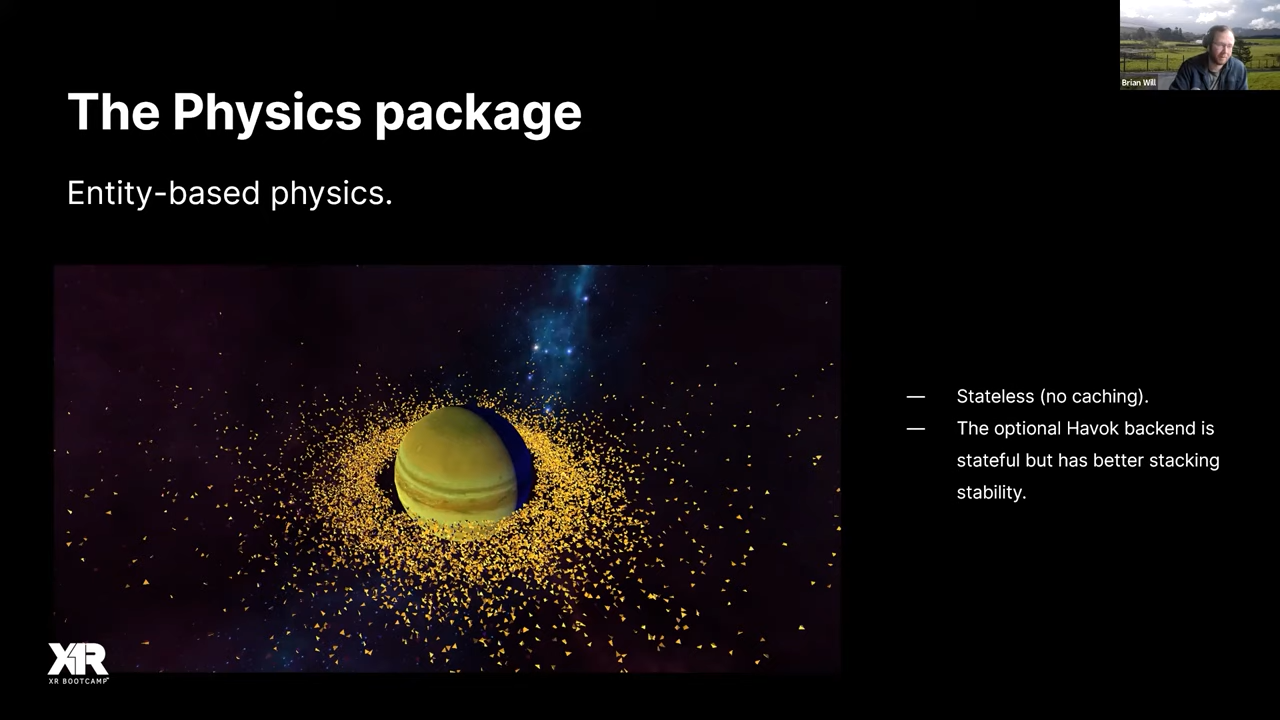 Brian Will
The Physics package
Entity-based physics.
— Stateless (no caching).
— The optional Havok backend is
stateful but has better stacking
stability.
XR
XR BOOTCAMP